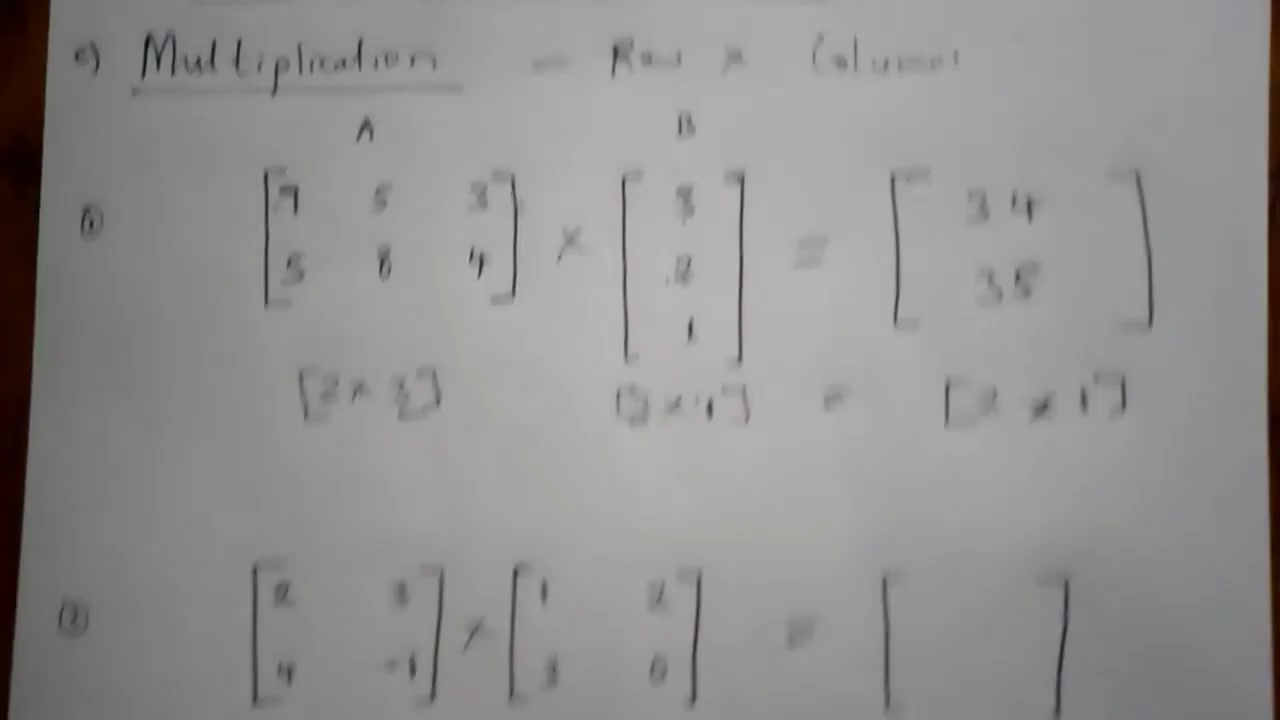 c) Multiplication - Row × Columns
A B
① [7 5 3 × [3 = [34
5 8 4] 2 35]
1]
[2 × 3] [3 × 1] = [2 × 1]
② [2 3 × [1 2 = [ ]
4 -1] 3 0]